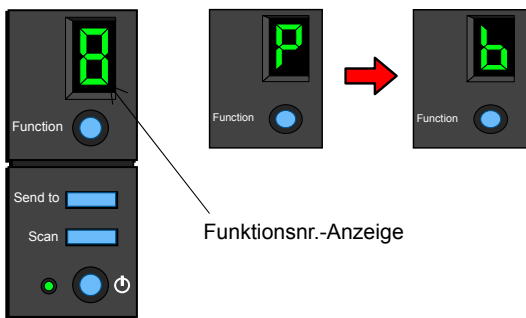 8
Function
Send to
Scan
P
Function
b
Function
Funktionsnr.-Anzeige